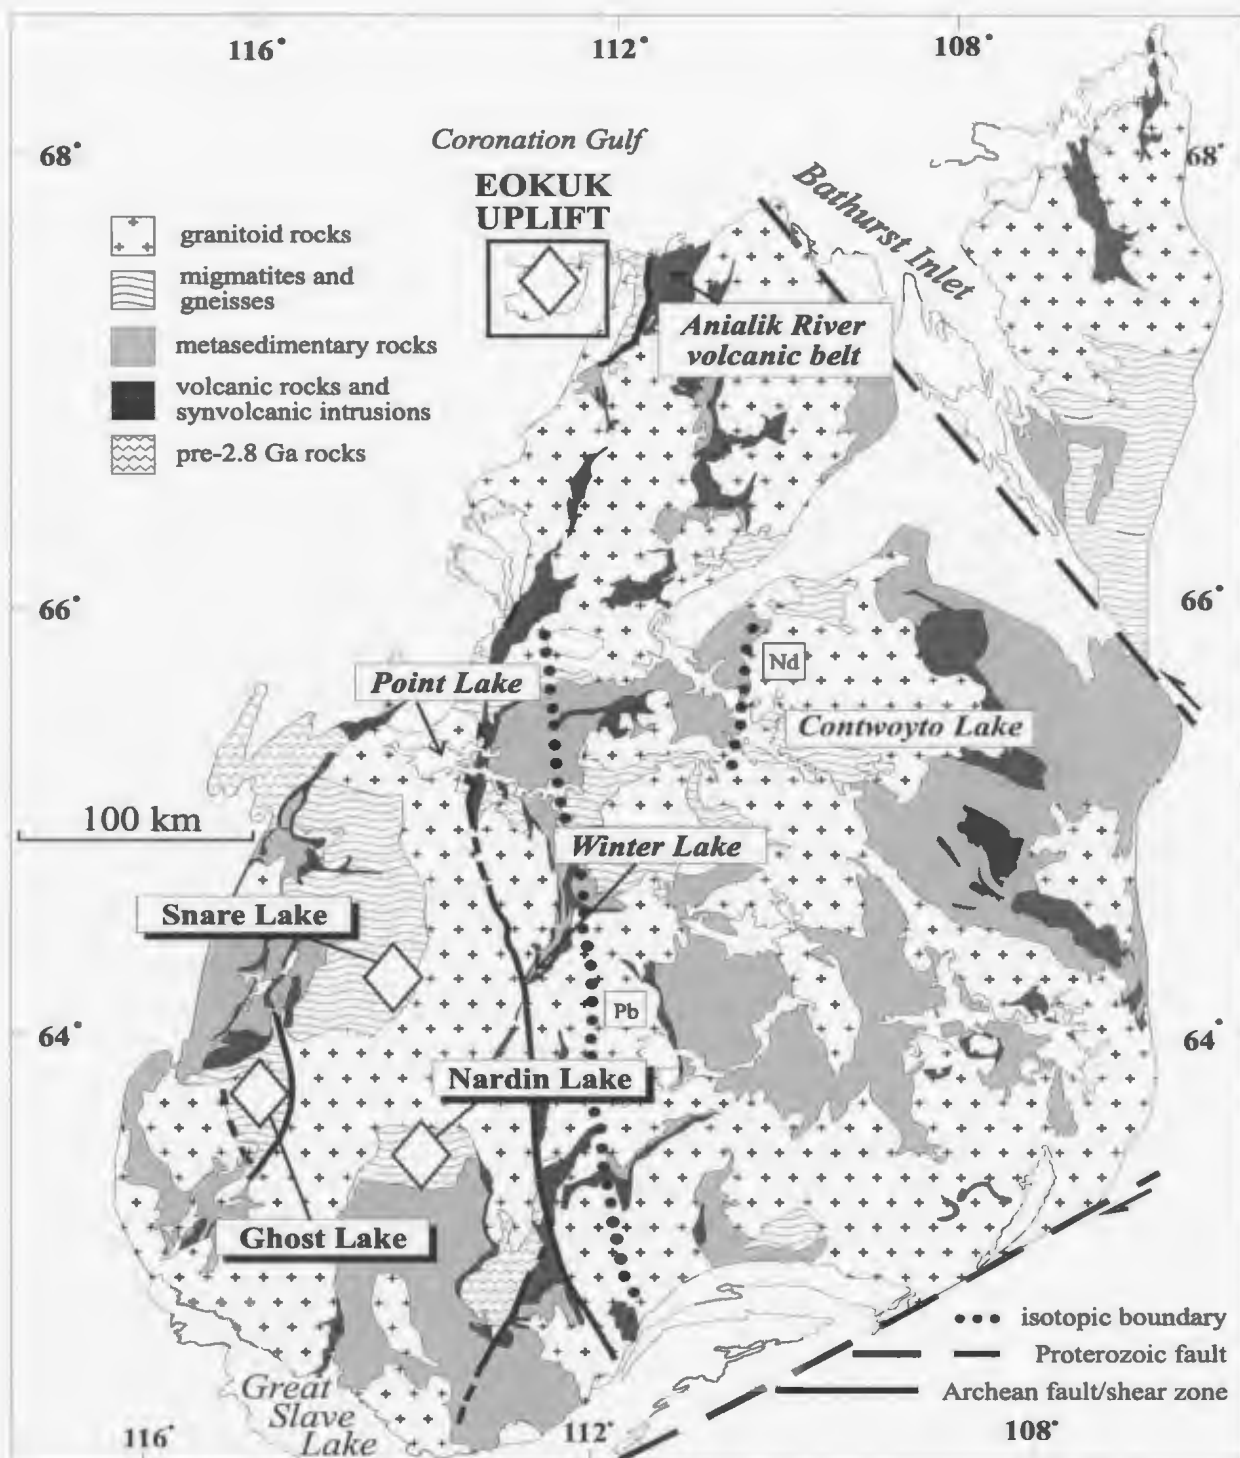 116°
112°
108°
68°
Coronation Gulf
EOKUK
UPLIFT
Bathurst Inlet
68°
granitoid rocks
migmatites and
gneisses
metasedimentary rocks
volcanic rocks and
synvolcanic intrusions
pre-2.8 Ga rocks
Anialik River
volcanic belt
66°
66°
Nd
Point Lake
Contwoyto Lake
100 km
Winter Lake
Snare Lake
Pb
64°
64°
Nardin Lake
Ghost Lake
isotopic boundary
Proterozoic fault
Archean fault/shear zone
Great
Slave
Lake
116°
112°
108°